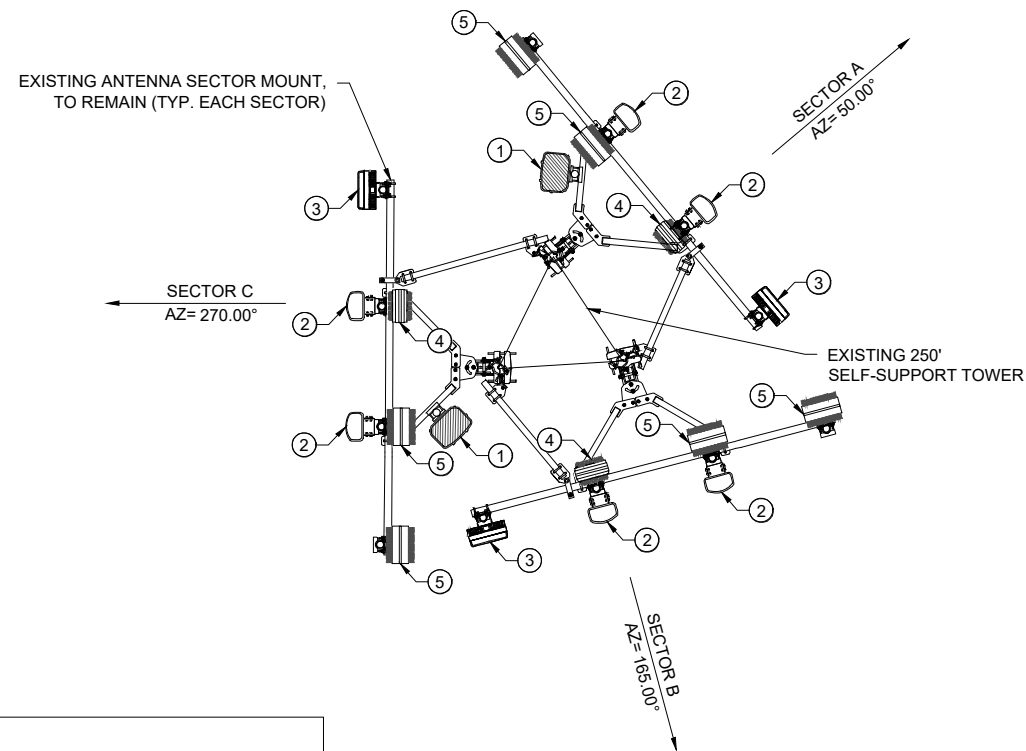 5
EXISTING ANTENNA SECTOR MOUNT,
TO REMAIN (TYP. EACH SECTOR)
2
SECTOR A
AZ= 50.00°
5
1
2
3
4
SECTOR C
AZ= 270.00°
3
2
4
EXISTING 250'
SELF-SUPPORT TOWER
5
2
5
4
1
5
2
2
3
5
SECTOR B
AZ= 165.00°